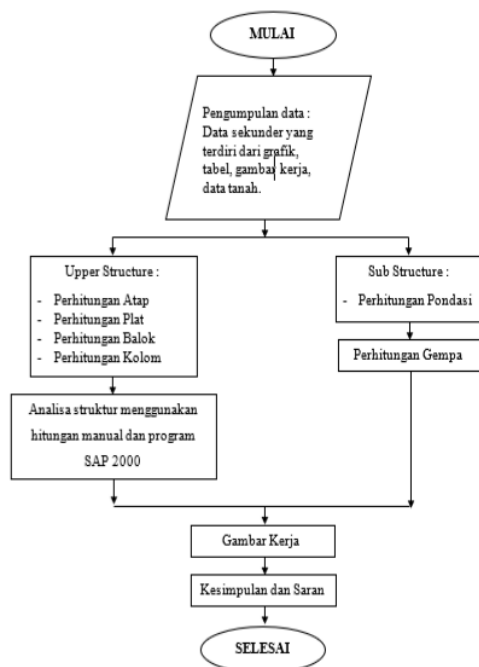 MULAI
Pengumpulan data :
Data sekunder yang
terdiri dari grafik,
tabel, gambar kerja,
data tanah.
Upper Structure :
- Perhitungan Atap
- Perhitungan Plat
- Perhitungan Balok
- Perhitungan Kolom
Sub Structure :
- Perhitungan Pondasi
Perhitungan Gempa
Analisa struktur menggunakan
hitungan manual dan program
SAP 2000
Gambar Kerja
Kesimpulan dan Saran
SELESAI